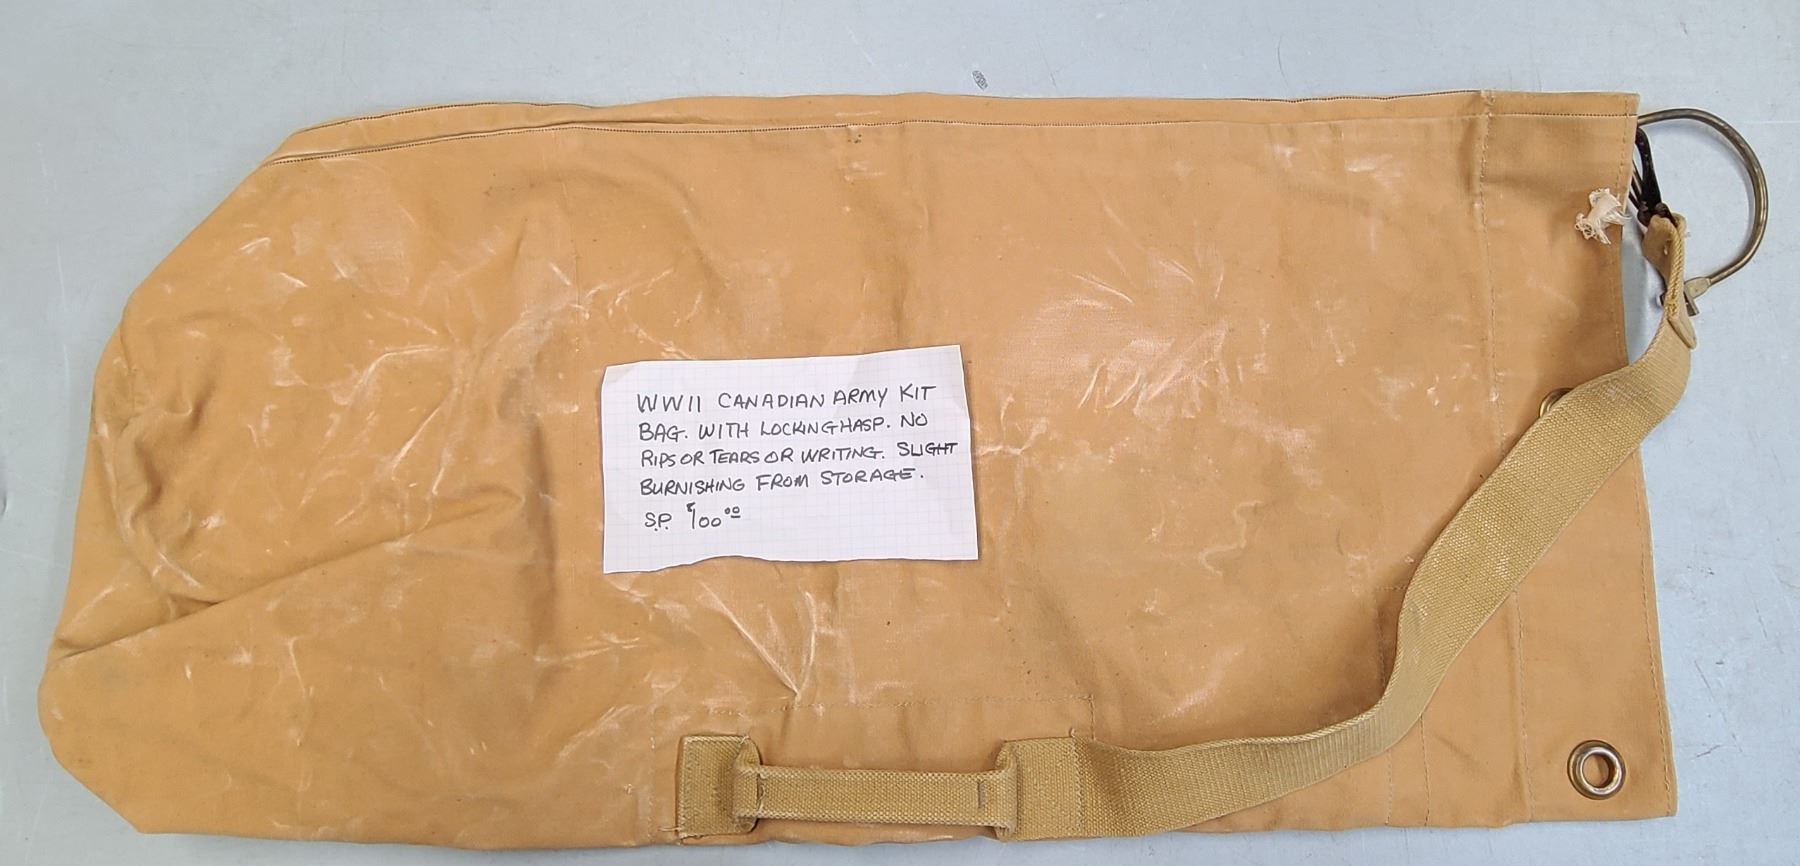 WWII CANADIAN ARMY KIT
BAG. WITH LOCKING HASP. NO
RIPS OR TEARS OR WRITING. SLIGHT
BURNISHING FROM STORAGE.
S.P. $100.00